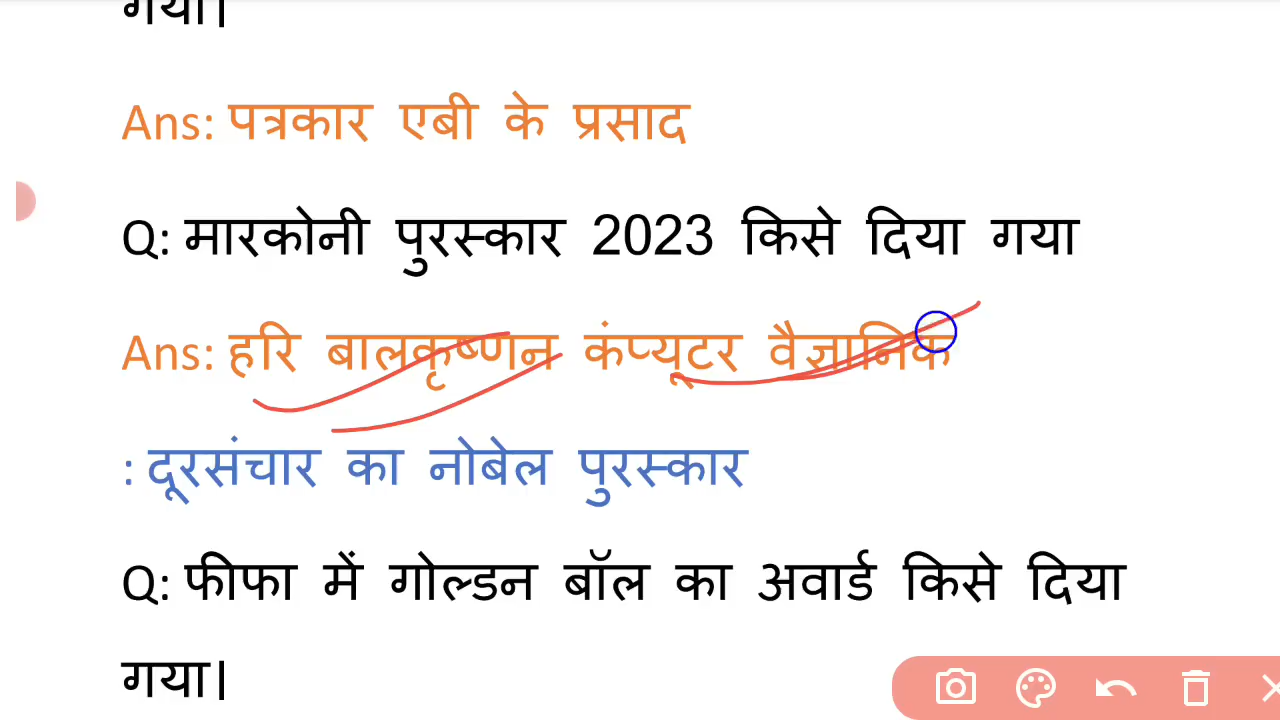 गया।
Ans: पत्रकार एबी के प्रसाद
Q: मारकोनी पुरस्कार 2023 किसे दिया गया
Ans: हरि बालकृष्णन कंप्यूटर वैज्ञानिक
: दूरसंचार का नोबेल पुरस्कार
Q: फीफा में गोल्डन बॉल का अवार्ड किसे दिया
गया।